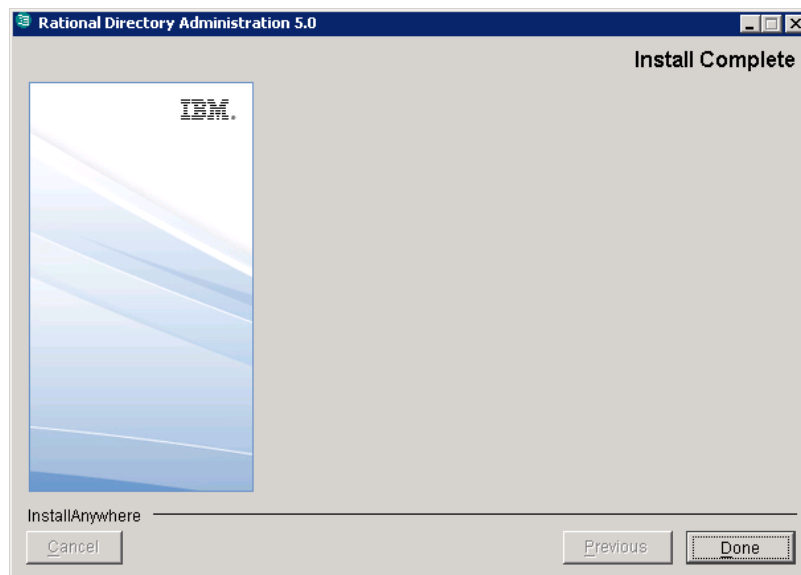 Rational Directory Administration 5.0
Install Complete
IBM.
InstallAnywhere
Cancel
Previous
Done